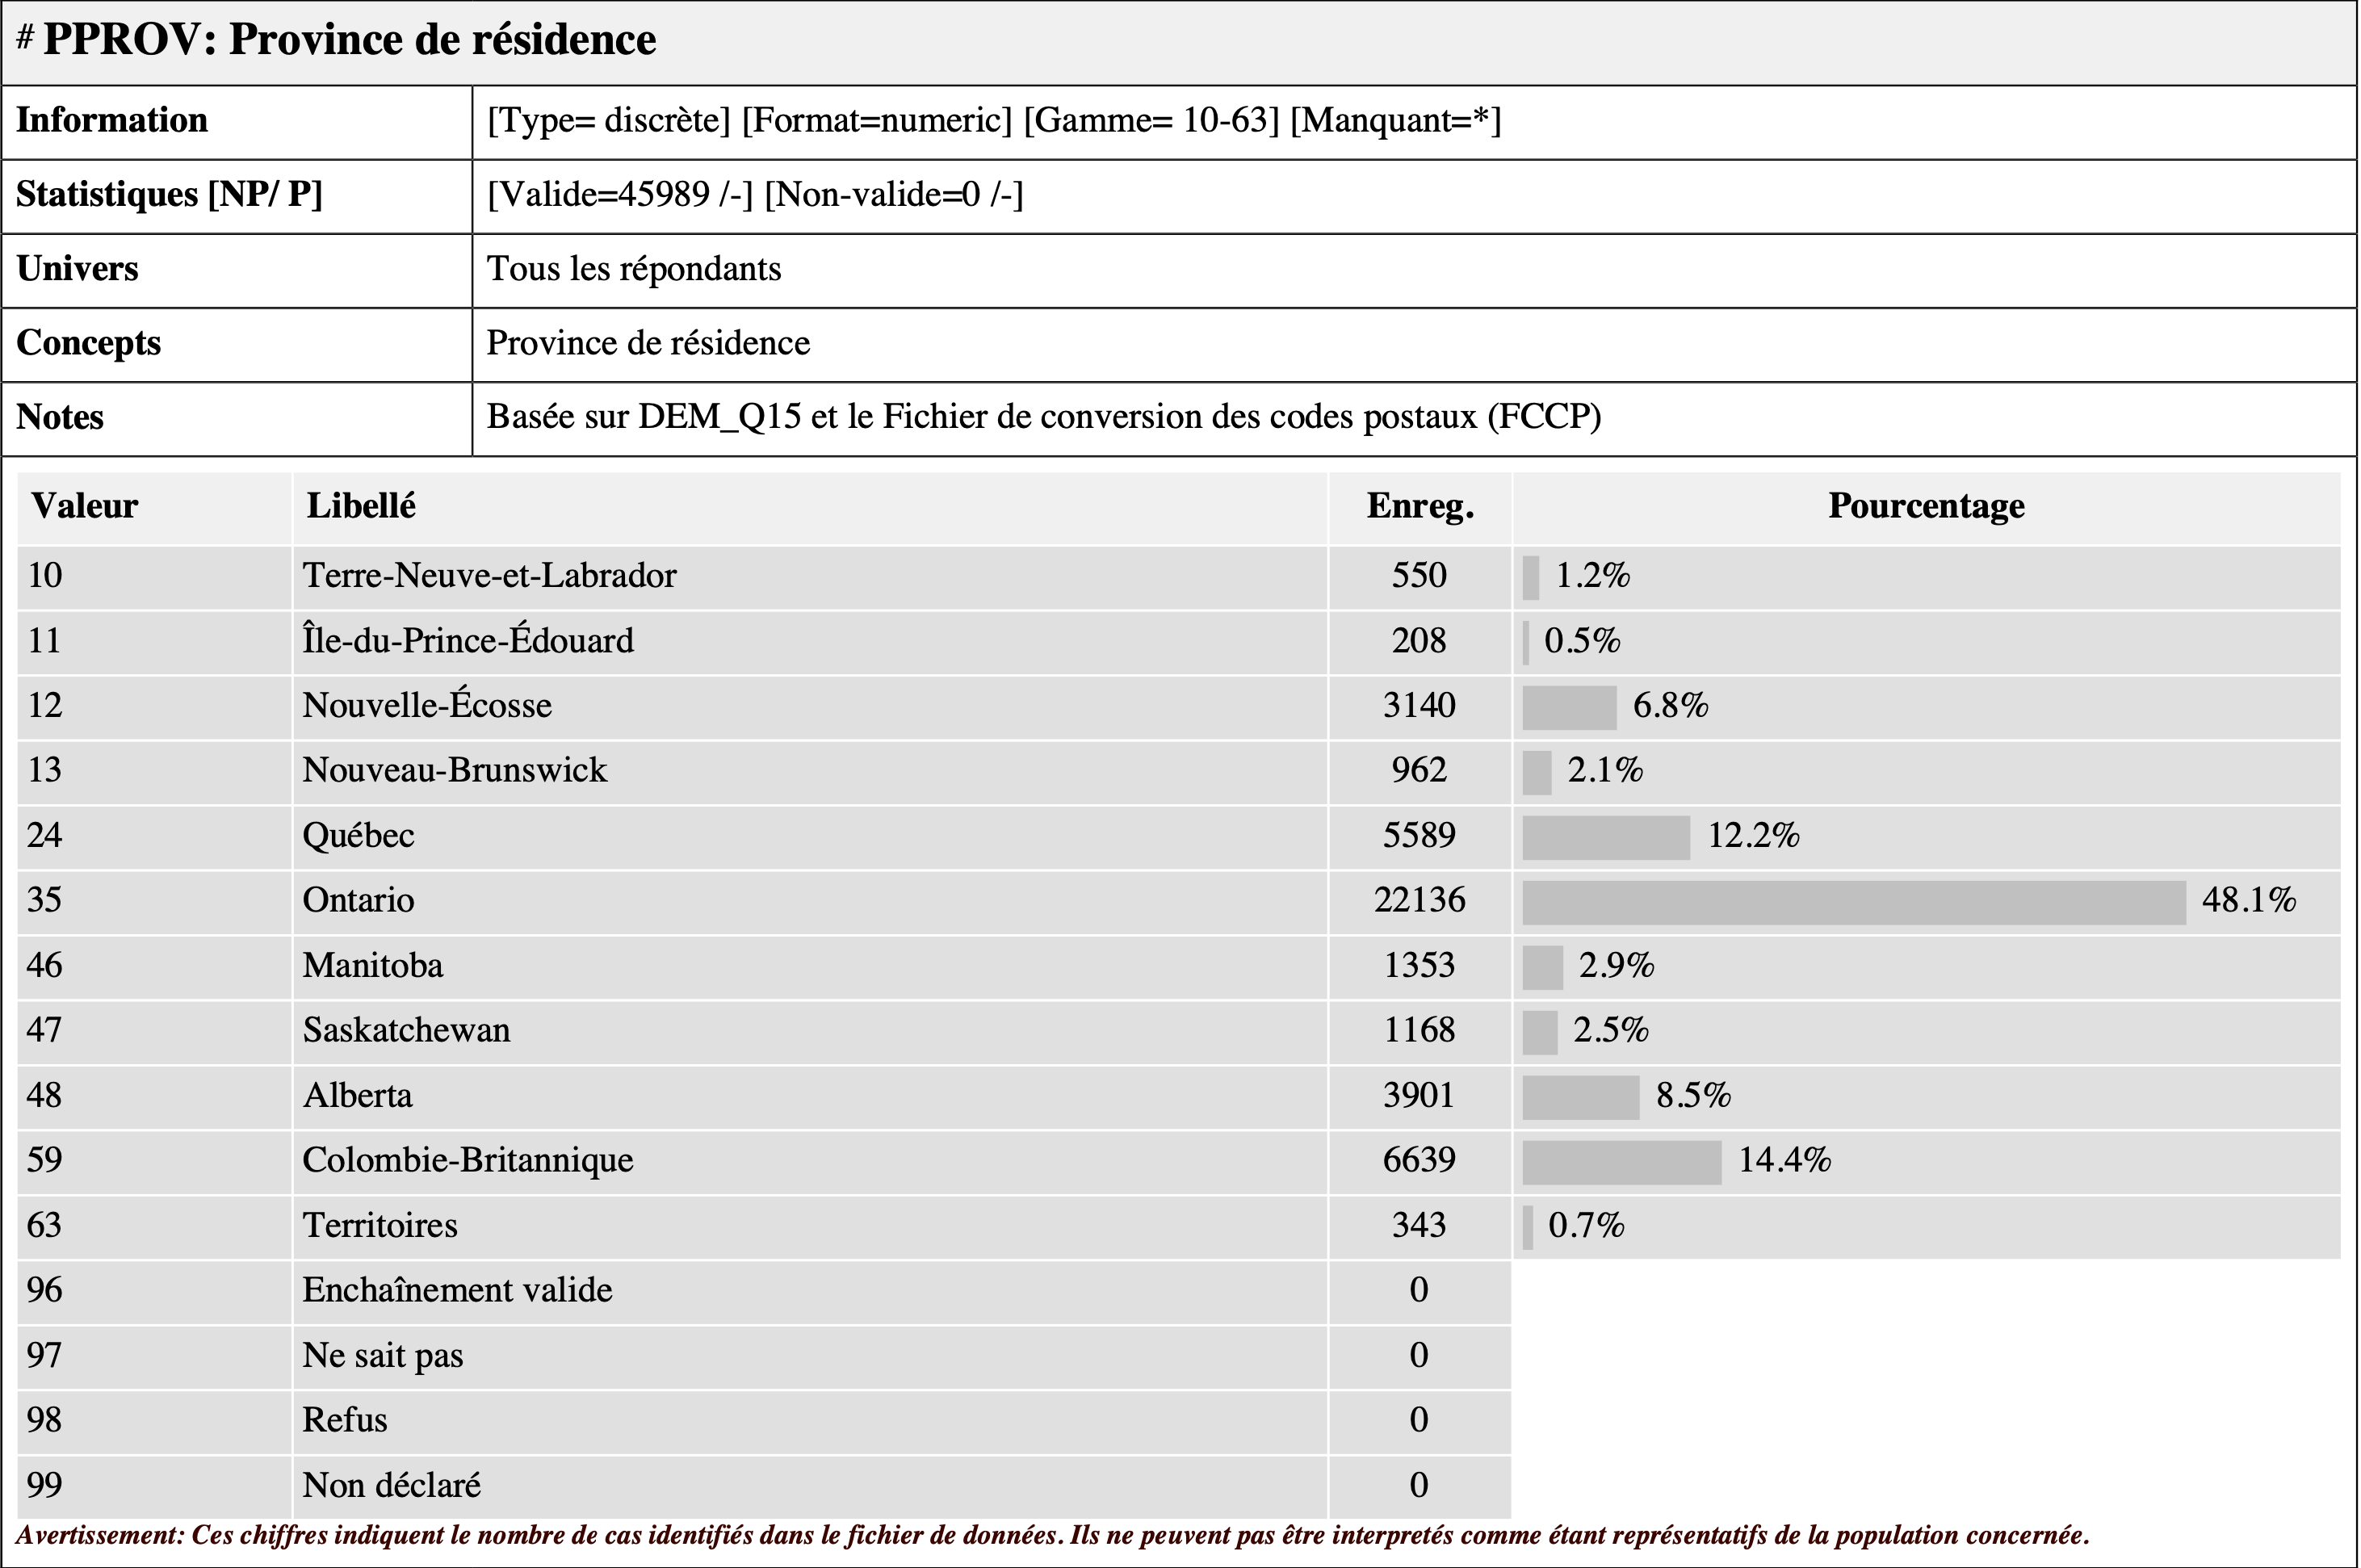 # PPROV: Province de résidence
Information [Type= discrète] [Format=numeric] [Gamme= 10-63] [Manquant=*]
Statistiques [NP/ P] [Valide=45989 /-] [Non-valide=0 /-]
Univers Tous les répondants
Concepts Province de résidence
Notes Basée sur DEM_Q15 et le Fichier de conversion des codes postaux (FCCP)
Valeur Libellé Enreg. Pourcentage
10 Terre-Neuve-et-Labrador 550 1.2%
11 Île-du-Prince-Édouard 208 0.5%
12 Nouvelle-Écosse 3140 6.8%
13 Nouveau-Brunswick 962 2.1%
24 Québec 5589 12.2%
35 Ontario 22136 48.1%
46 Manitoba 1353 2.9%
47 Saskatchewan 1168 2.5%
48 Alberta 3901 8.5%
59 Colombie-Britannique 6639 14.4%
63 Territoires 343 0.7%
96 Enchaînement valide 0
97 Ne sait pas 0
98 Refus 0
99 Non déclaré 0
Avertissement: Ces chiffres indiquent le nombre de cas identifiés dans le fichier de données. Ils ne peuvent pas être interpretés comme étant représentatifs de la population concernée.